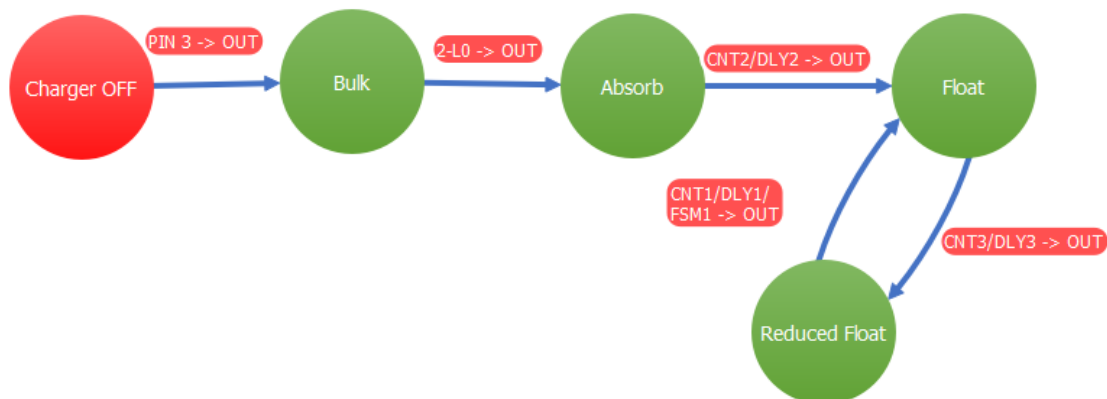 Charger OFF
PIN 3 -> OUT
Bulk
2-L0 -> OUT
Absorb
CNT2/DLY2 -> OUT
Float
CNT1/DLY1/
FSM1 -> OUT
CNT3/DLY3 -> OUT
Reduced Float